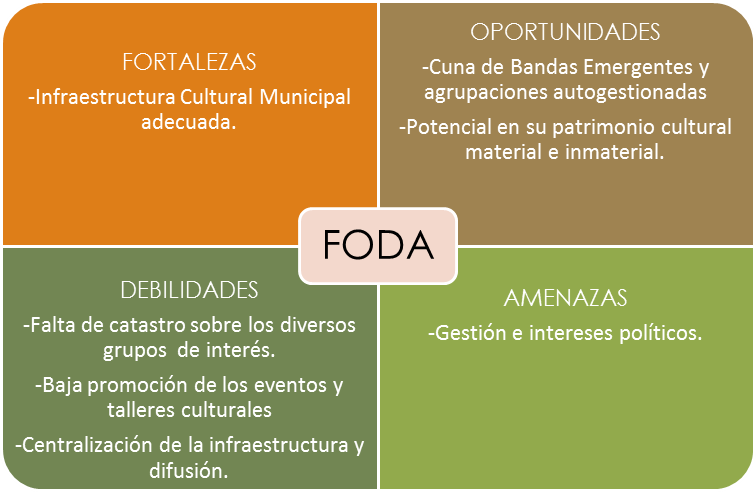 FORTALEZAS
-Infraestructura Cultural Municipal
adecuada.
OPORTUNIDADES
-Cuna de Bandas Emergentes y
agrupaciones autogestionadas
-Potencial en su patrimonio cultural
material e inmaterial.
FODA
DEBILIDADES
-Falta de catastro sobre los diversos
grupos de interés.
-Baja promoción de los eventos y
talleres culturales
-Centralización de la infraestructura y
difusión.
AMENAZAS
-Gestión e intereses políticos.